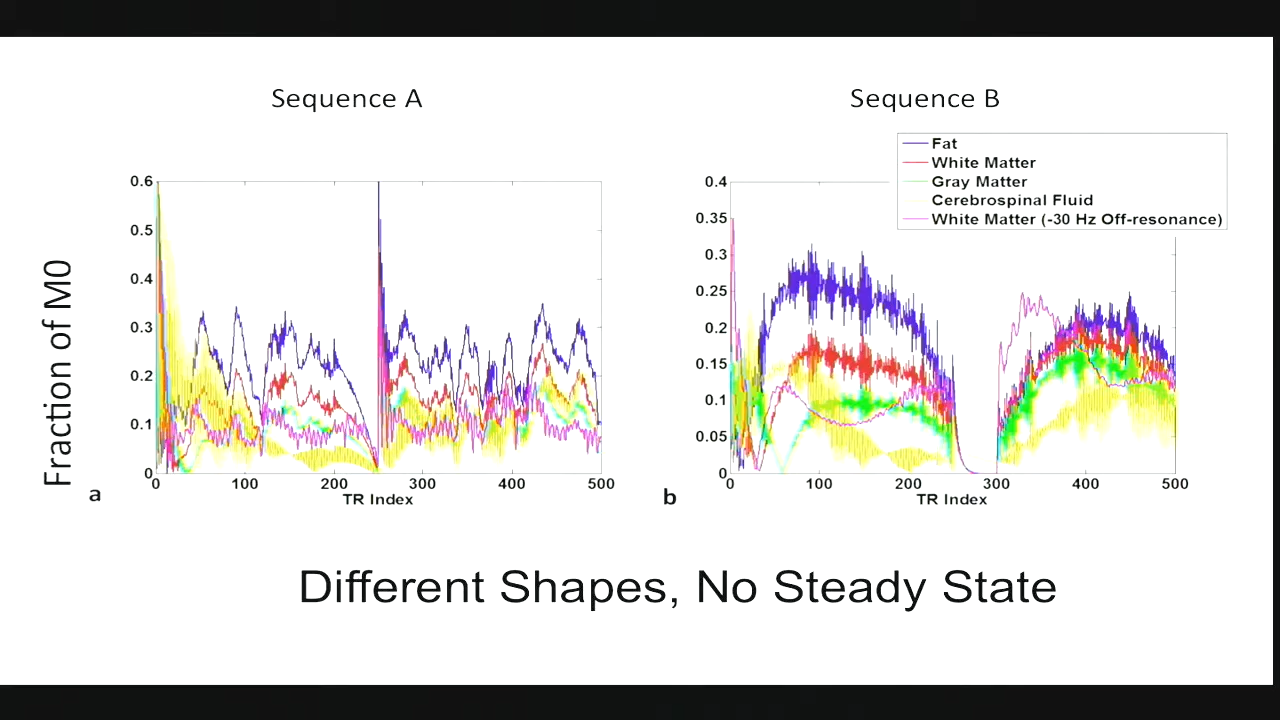 Sequence A
Sequence B
Fat
White Matter
Gray Matter
Cerebrospinal Fluid
White Matter (-30 Hz Off-resonance)
Fraction of M0
0.6
0.5
0.4
0.3
0.2
0.1
0
0 100 200 300 400 500
TR Index
a
0.4
0.35
0.3
0.25
0.2
0.15
0.1
0.05
0
0 100 200 300 400 500
TR Index
b
Different Shapes, No Steady State